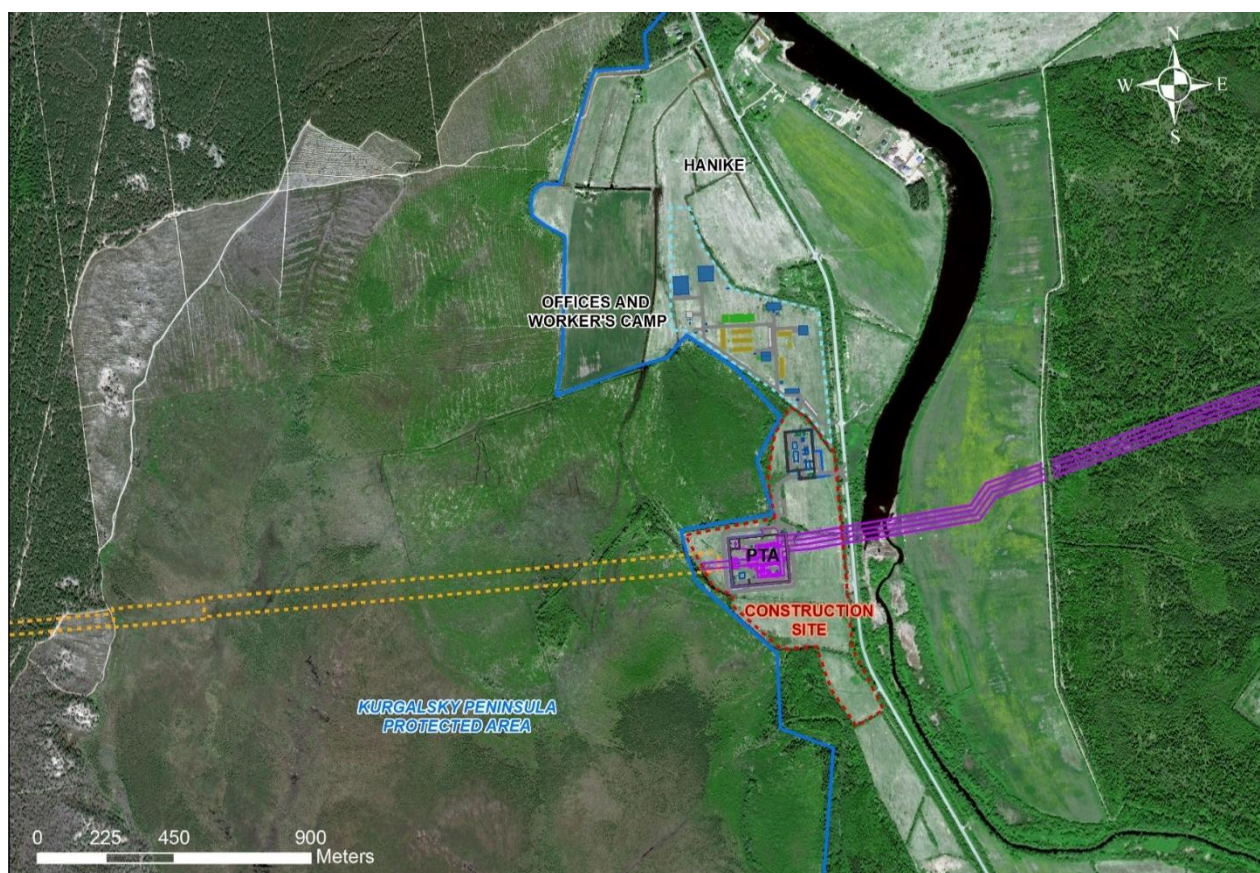 N
W E
S
HANIKE
OFFICES AND
WORKER'S CAMP
PTA
CONSTRUCTION
SITE
KURGALSKY PENINSULA
PROTECTED AREA
0 225 450 900
Meters